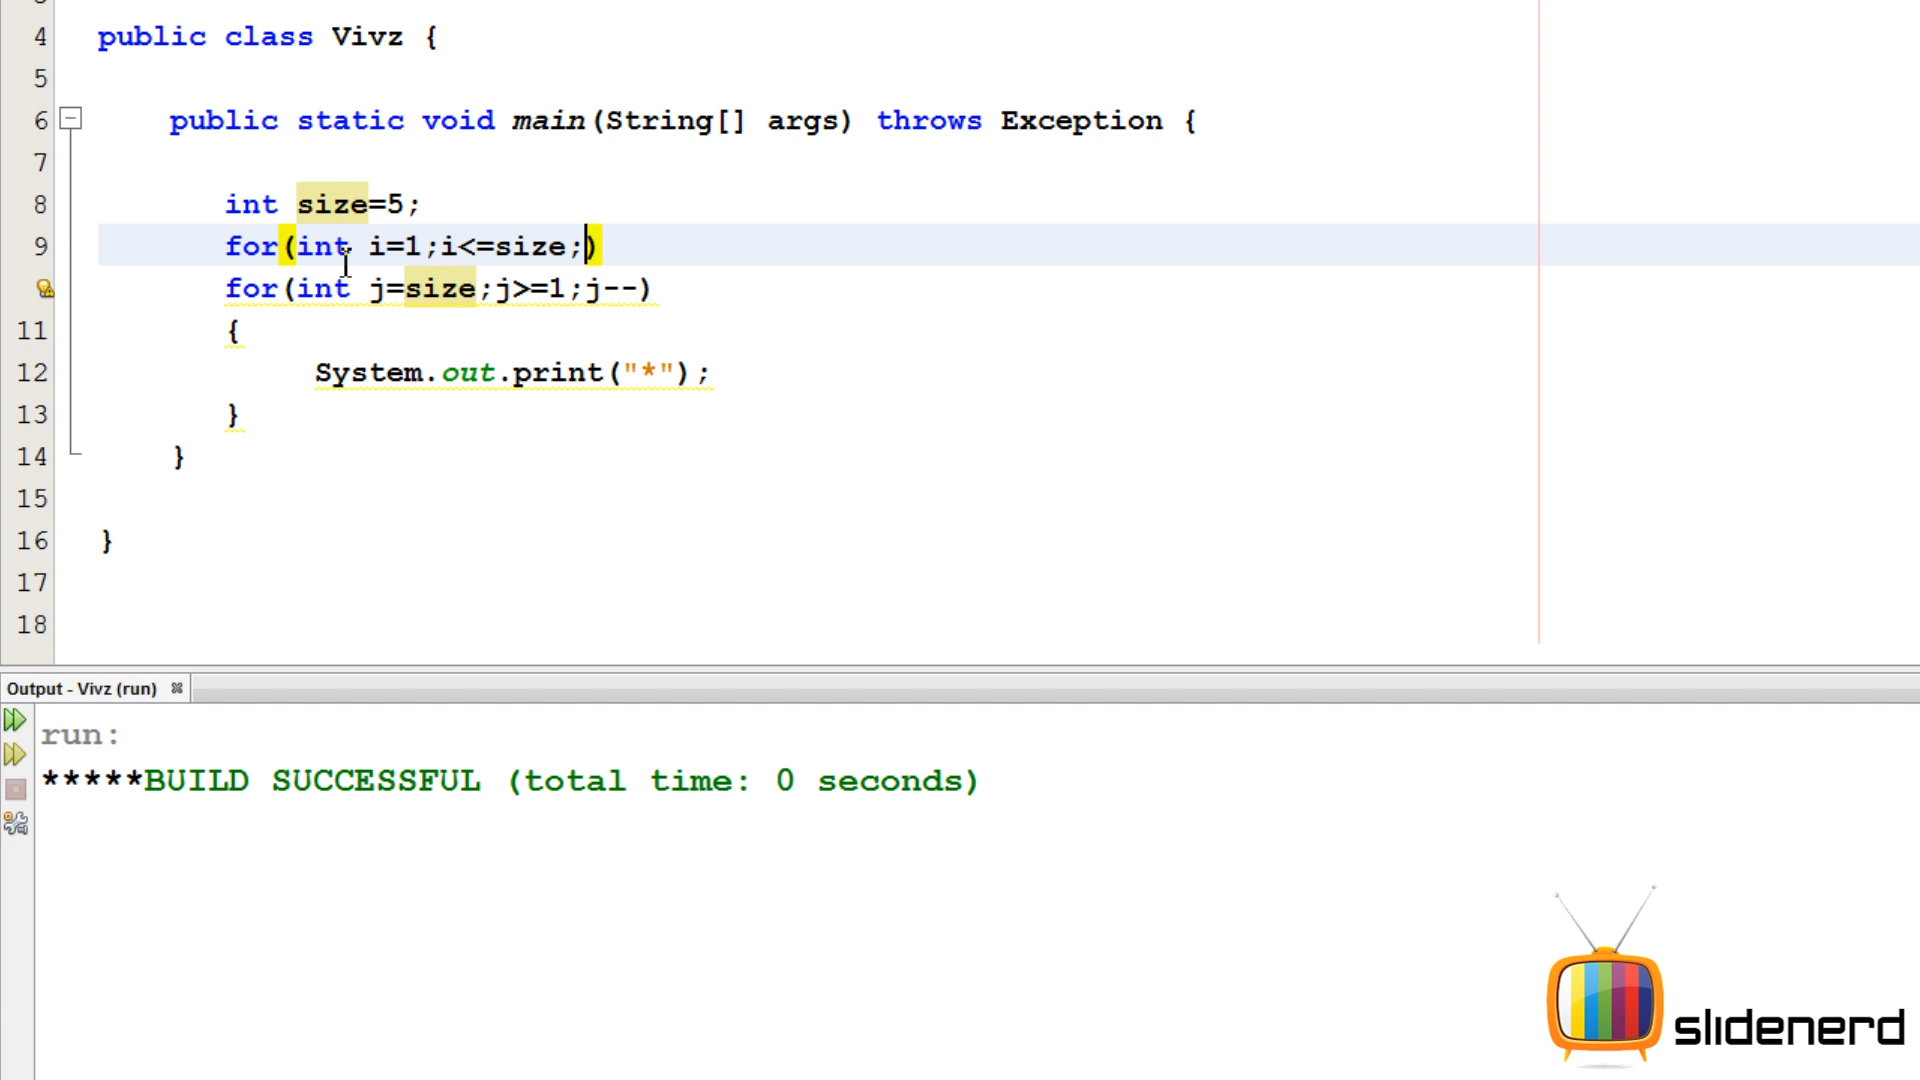 4 public class Vivz {
5
6 public static void main(String[] args) throws Exception {
7
8 int size=5;
9 for(int i=1;i<=size;)
for(int j=size;j>=1;j--)
11 {
12 System.out.print("*");
13 }
14 }
15
16 }
17
18
Output - Vivz (run)
run:
*****BUILD SUCCESSFUL (total time: 0 seconds)
slidenerd